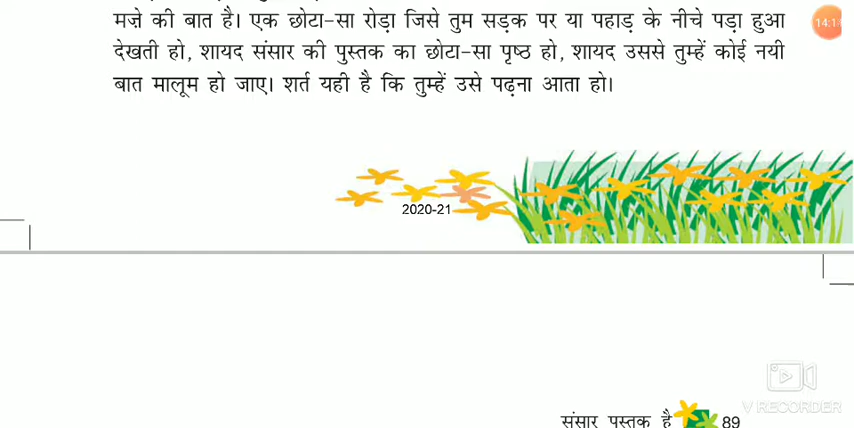 मज़े की बात है। एक छोटा-सा रोड़ा जिसे तुम सड़क पर या पहाड़ के नीचे पड़ा हुआ
देखती हो, शायद संसार की पुस्तक का छोटा-सा पृष्ठ हो, शायद उससे तुम्हें कोई नयी
बात मालूम हो जाए। शर्त यही है कि तुम्हें उसे पढ़ना आता हो।
2020-21
V RECORDER
संसार पुस्तक है 89